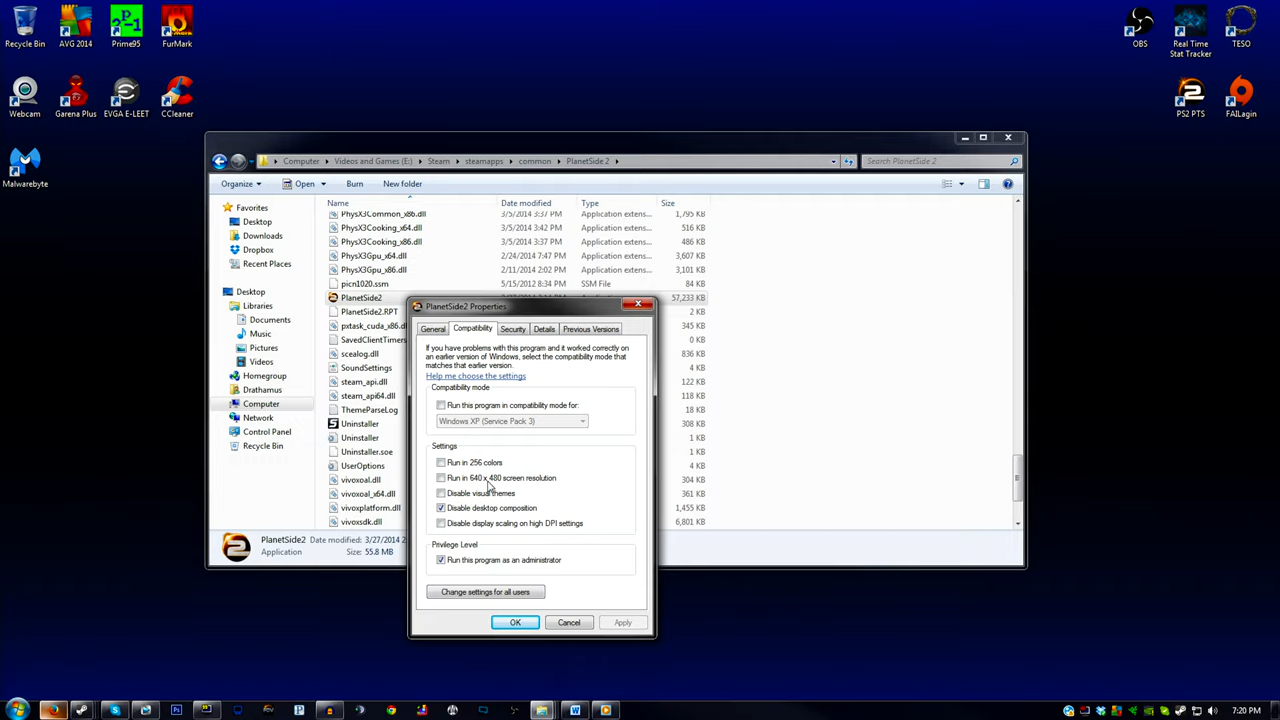 Recycle Bin
AVG 2014
Prime95
FurMark
Webcam
Garena Plus
EVGA E-LEET
CCleaner
Malwarebyte
OBS
Real Time
Stat Tracker
TESO
PS2 PTS
FAILagin
Computer
Videos and Games (E:)
Steam
steamapps
common
PlanetSide 2
Search PlanetSide 2
Organize
Open
Burn
New folder
Favorites
Desktop
Downloads
Dropbox
Recent Places
Desktop
Libraries
Documents
Music
Pictures
Videos
Homegroup
Drathamus
Computer
Network
Control Panel
Recycle Bin
Name Date modified Type Size
PhysX3Common_x86.dll 3/5/2014 3:37 PM Application extens... 1,795 KB
PhysX3Cooking_x64.dll 3/5/2014 3:42 PM Application extens... 516 KB
PhysX3Cooking_x86.dll 3/5/2014 3:37 PM Application extens... 486 KB
PhysX3Gpu_x64.dll 2/24/2014 7:47 PM Application extens... 3,607 KB
PhysX3Gpu_x86.dll 2/11/2014 2:02 PM Application extens... 3,101 KB
picn1020.ssm 5/15/2012 8:34 PM SSM File 84 KB
PlanetSide2 57,233 KB
PlanetSide2.RPT 2 KB
pxtask_cuda_x86.dl 345 KB
SavedClientTimers 1 KB
scealog.dll 836 KB
SoundSettings 4 KB
steam_api.dll 122 KB
steam_api64.dll 118 KB
ThemeParseLog 17 KB
Uninstaller 308 KB
Uninstaller 1 KB
Uninstaller.soe 1 KB
UserOptions 2 KB
vivoxoal.dll 304 KB
vivoxoal_x64.dll 361 KB
vivoxplatform.dll 408 KB
vivoxsdk.dll 6,801 KB
PlanetSide2 Date modified: 3/27/2014 2
Application Size: 55.8 MB
PlanetSide2 Properties
General
Compatibility
Security
Details
Previous Versions
If you have problems with this program and it worked correctly on
an earlier version of Windows, select the compatibility mode that
matches that earlier version.
Help me choose the settings
Compatibility mode
Run this program in compatibility mode for:
Windows XP (Service Pack 3)
Settings
Run in 256 colors
Run in 640 x 480 screen resolution
Disable visual themes
Disable desktop composition
Disable display scaling on high DPI settings
Privilege Level
Run this program as an administrator
Change settings for all users
OK
Cancel
Apply
7:20 PM